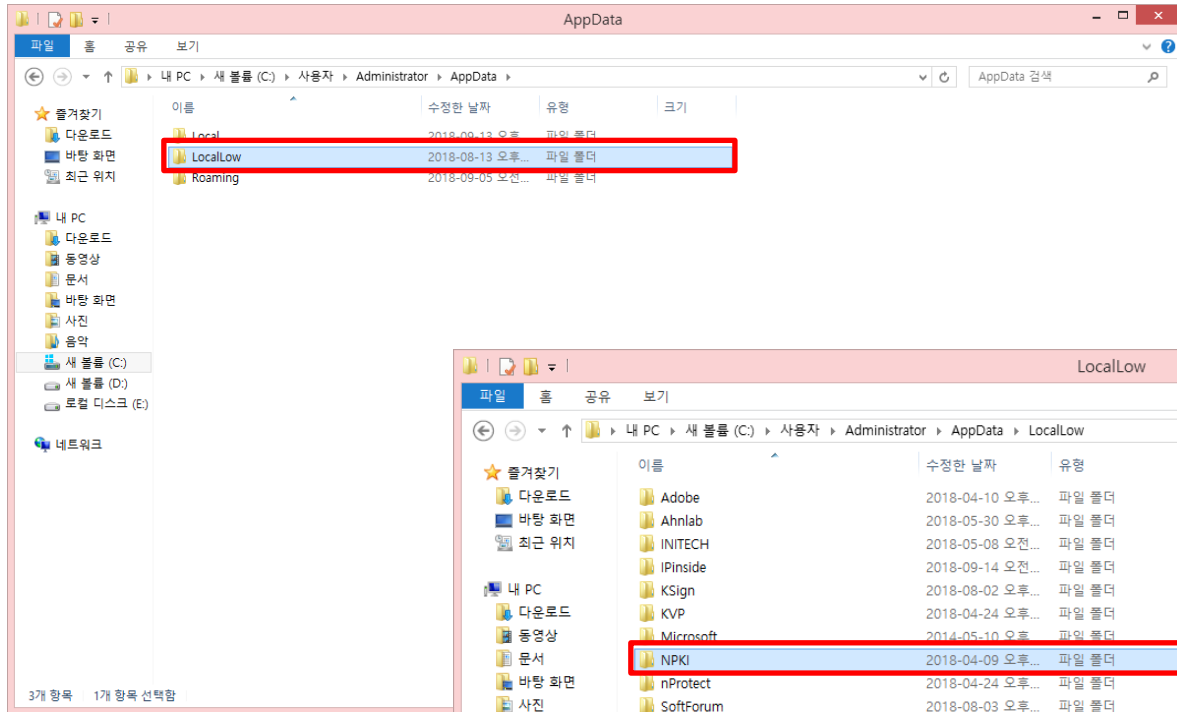 AppData
파일 홈 공유 보기
내 PC 새 볼륨 (C:) 사용자 Administrator AppData
AppData 검색
이름 수정한 날짜 유형 크기
즐겨찾기
다운로드
바탕 화면
최근 위치
내 PC
다운로드
동영상
문서
바탕 화면
사진
음악
새 볼륨 (C:)
새 볼륨 (D:)
로컬 디스크 (E:)
네트워크
Local 2018-09-13 오후... 파일 폴더
LocalLow 2018-08-13 오후... 파일 폴더
Roaming 2018-09-05 오전... 파일 폴더
3개 항목 1개 항목 선택함
LocalLow
파일 홈 공유 보기
내 PC 새 볼륨 (C:) 사용자 Administrator AppData LocalLow
이름 수정한 날짜 유형
즐겨찾기
다운로드
바탕 화면
최근 위치
내 PC
다운로드
동영상
문서
바탕 화면
사진
Adobe 2018-04-10 오후... 파일 폴더
Ahnlab 2018-05-30 오후... 파일 폴더
INITECH 2018-05-08 오전... 파일 폴더
IPinside 2018-09-14 오전... 파일 폴더
KSign 2018-08-02 오후... 파일 폴더
KVP 2018-04-24 오후... 파일 폴더
Microsoft 2014-05-10 오후... 파일 폴더
NPKI 2018-04-09 오후... 파일 폴더
nProtect 2018-04-24 오후... 파일 폴더
SoftForum 2018-08-03 오후... 파일 폴더